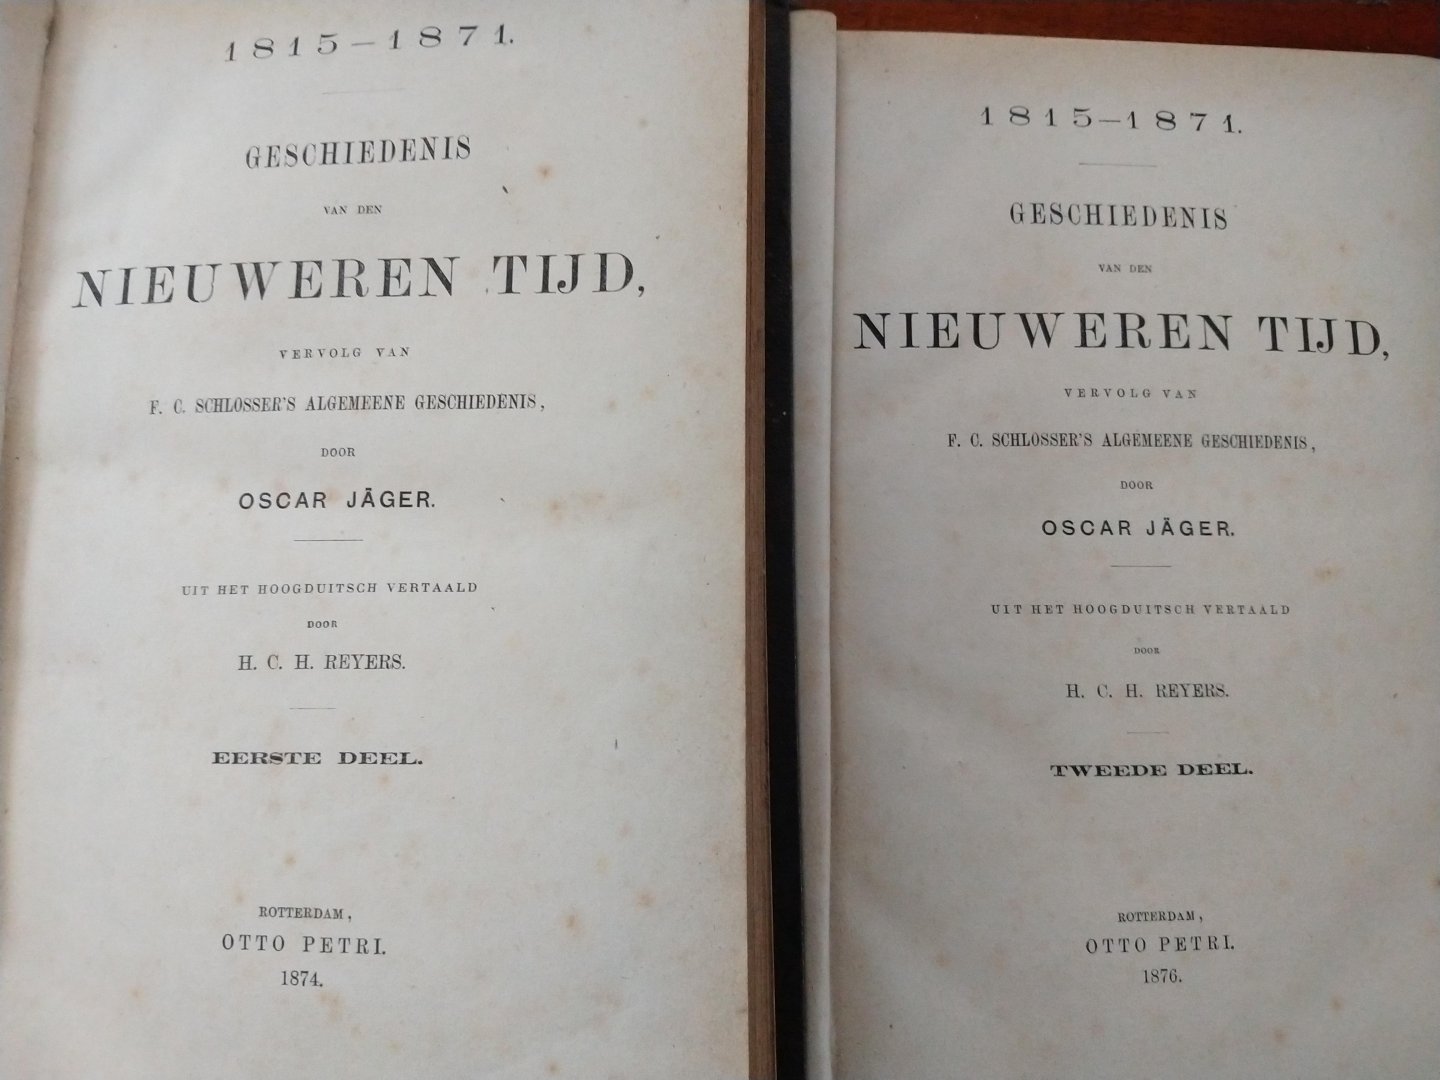 1815–1871.
GESCHIEDENIS
VAN DEN
NIEUWEREN TIJD,
VERVOLG VAN
F. C. SCHLOSSER'S ALGEMEENE GESCHIEDENIS,
DOOR
OSCAR JÄGER.
UIT HET HOOGDUITSCH VERTAALD
DOOR
H. C. H. REYERS.
EERSTE DEEL.
ROTTERDAM,
OTTO PETRI.
1874.
1815–1871.
GESCHIEDENIS
VAN DEN
NIEUWEREN TIJD,
VERVOLG VAN
F. C. SCHLOSSER'S ALGEMEENE GESCHIEDENIS,
DOOR
OSCAR JÄGER.
UIT HET HOOGDUITSCH VERTAALD
DOOR
H. C. H. REYERS.
TWEEDE DEEL.
ROTTERDAM,
OTTO PETRI.
1876.